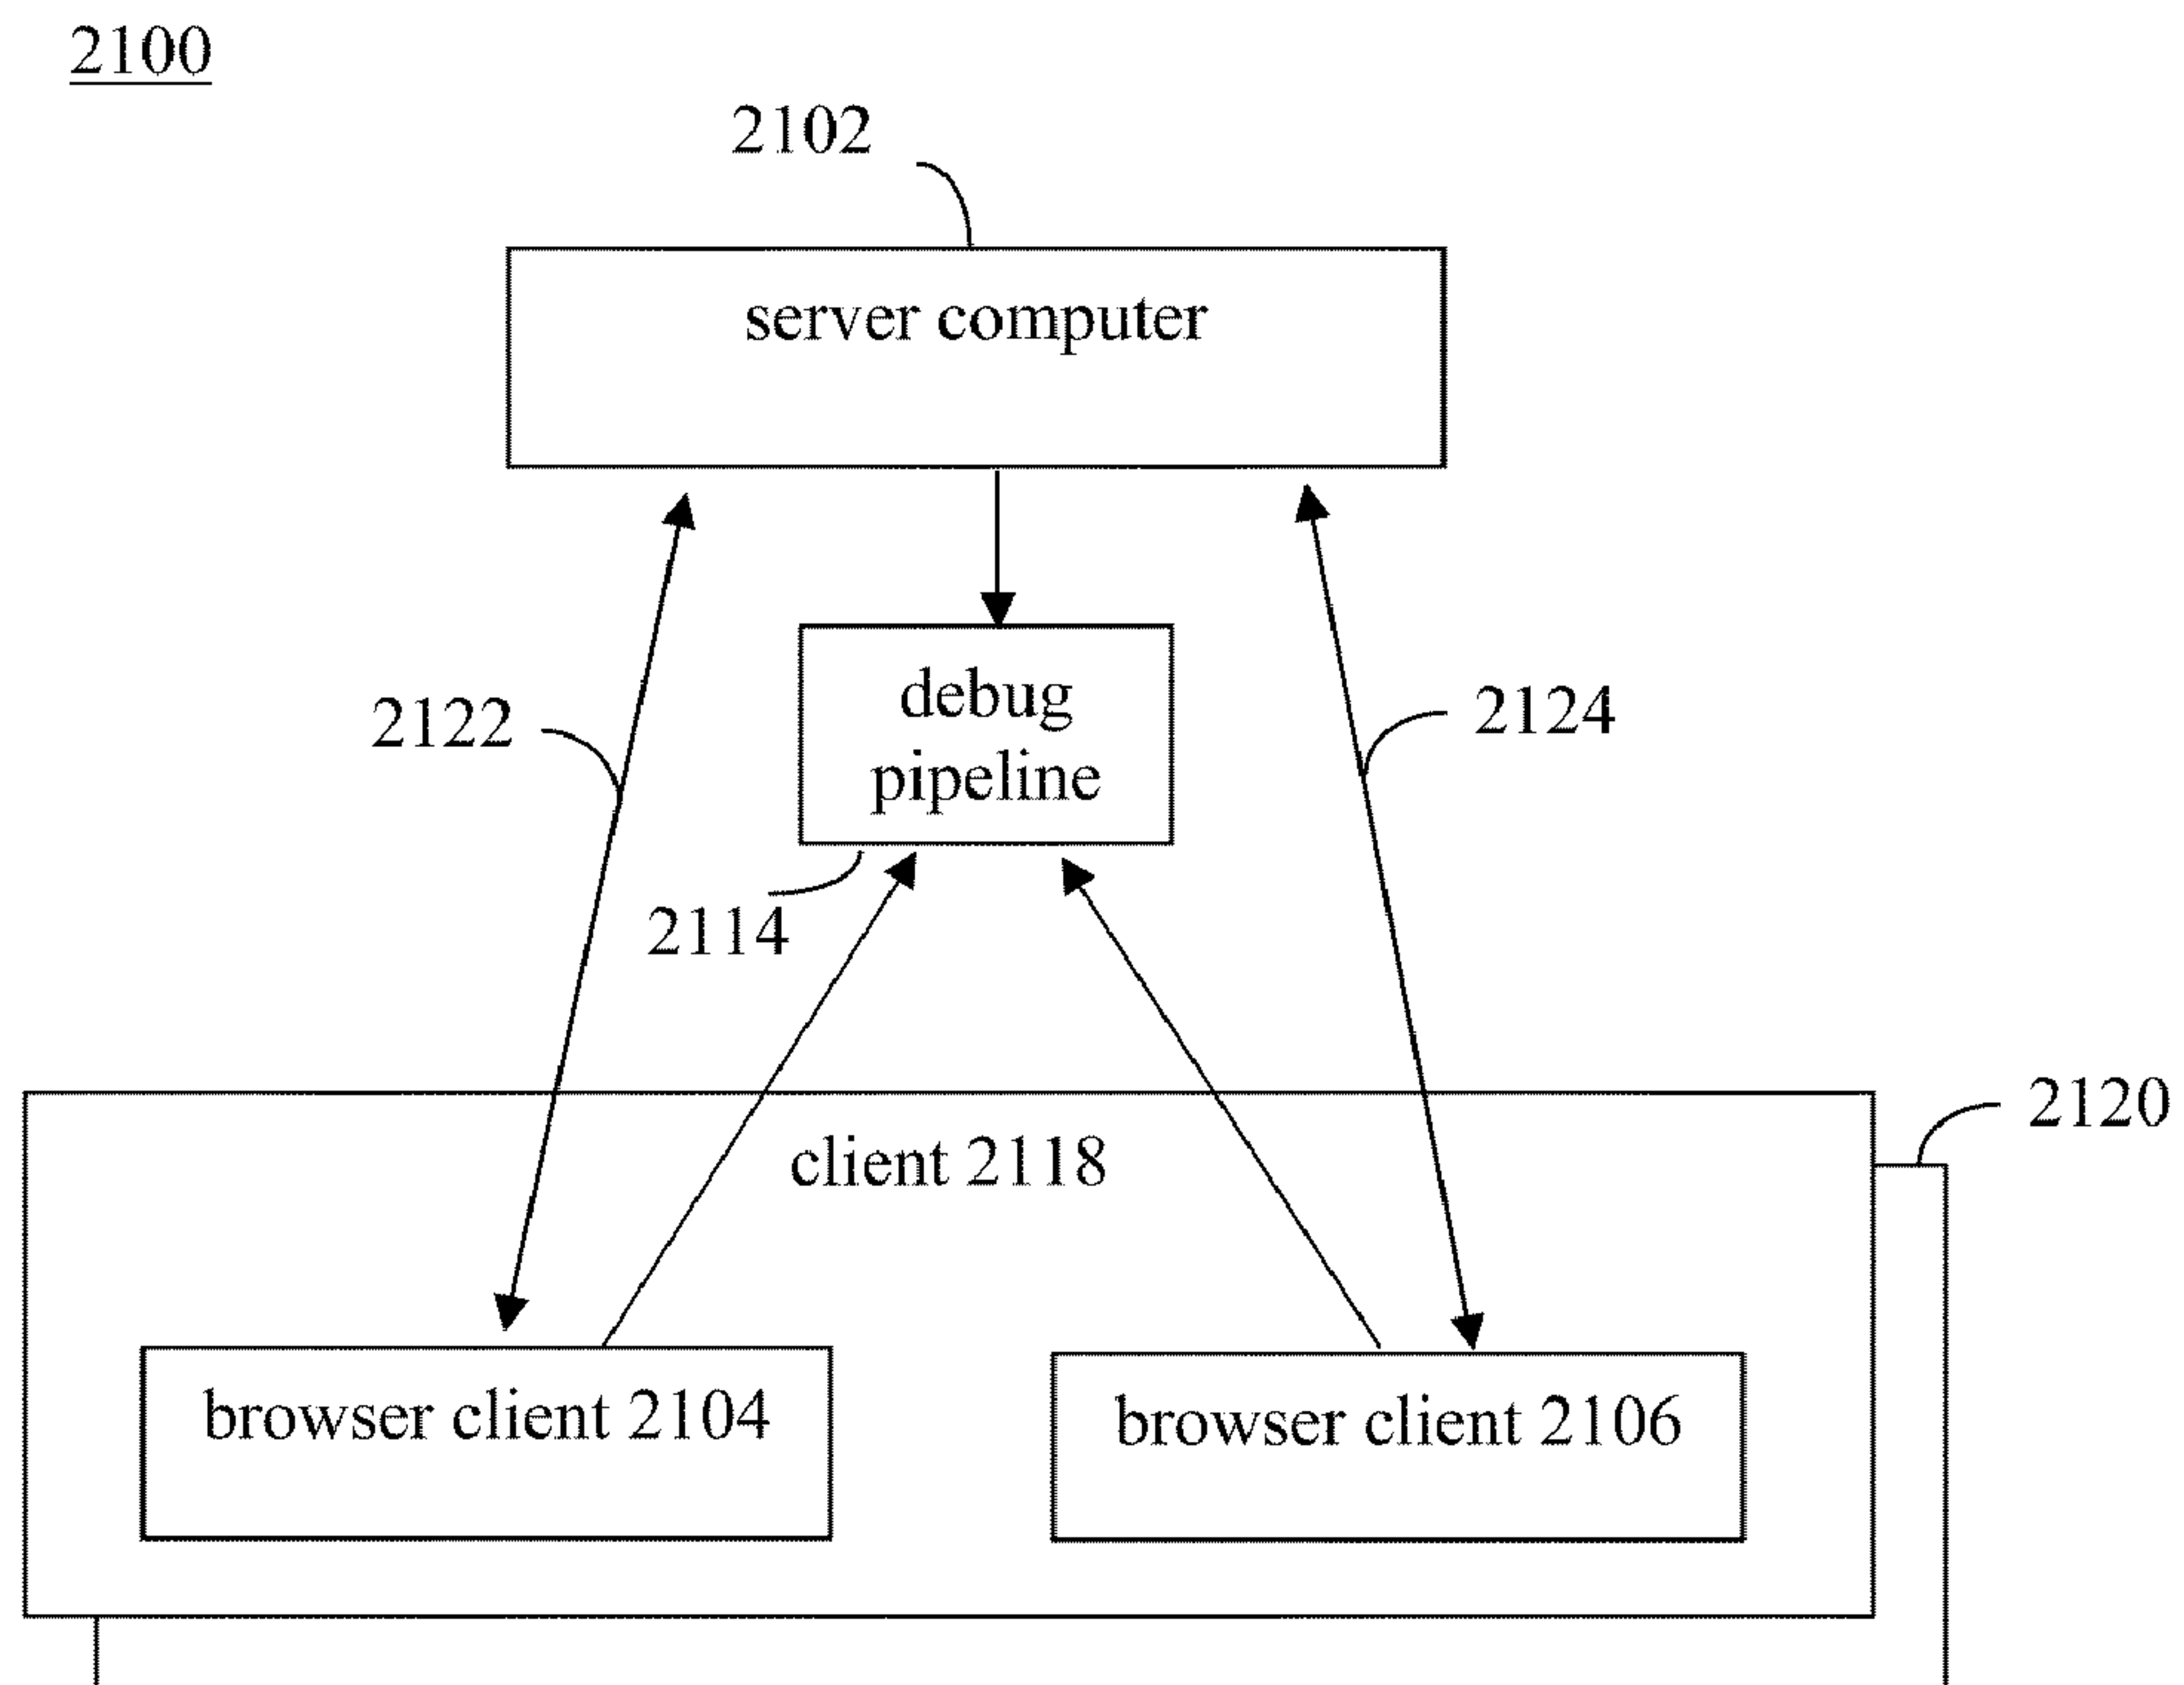 2100
2102
server computer
debug
pipeline
2122
2124
2114
2120
client 2118
browser client 2104
browser client 2106